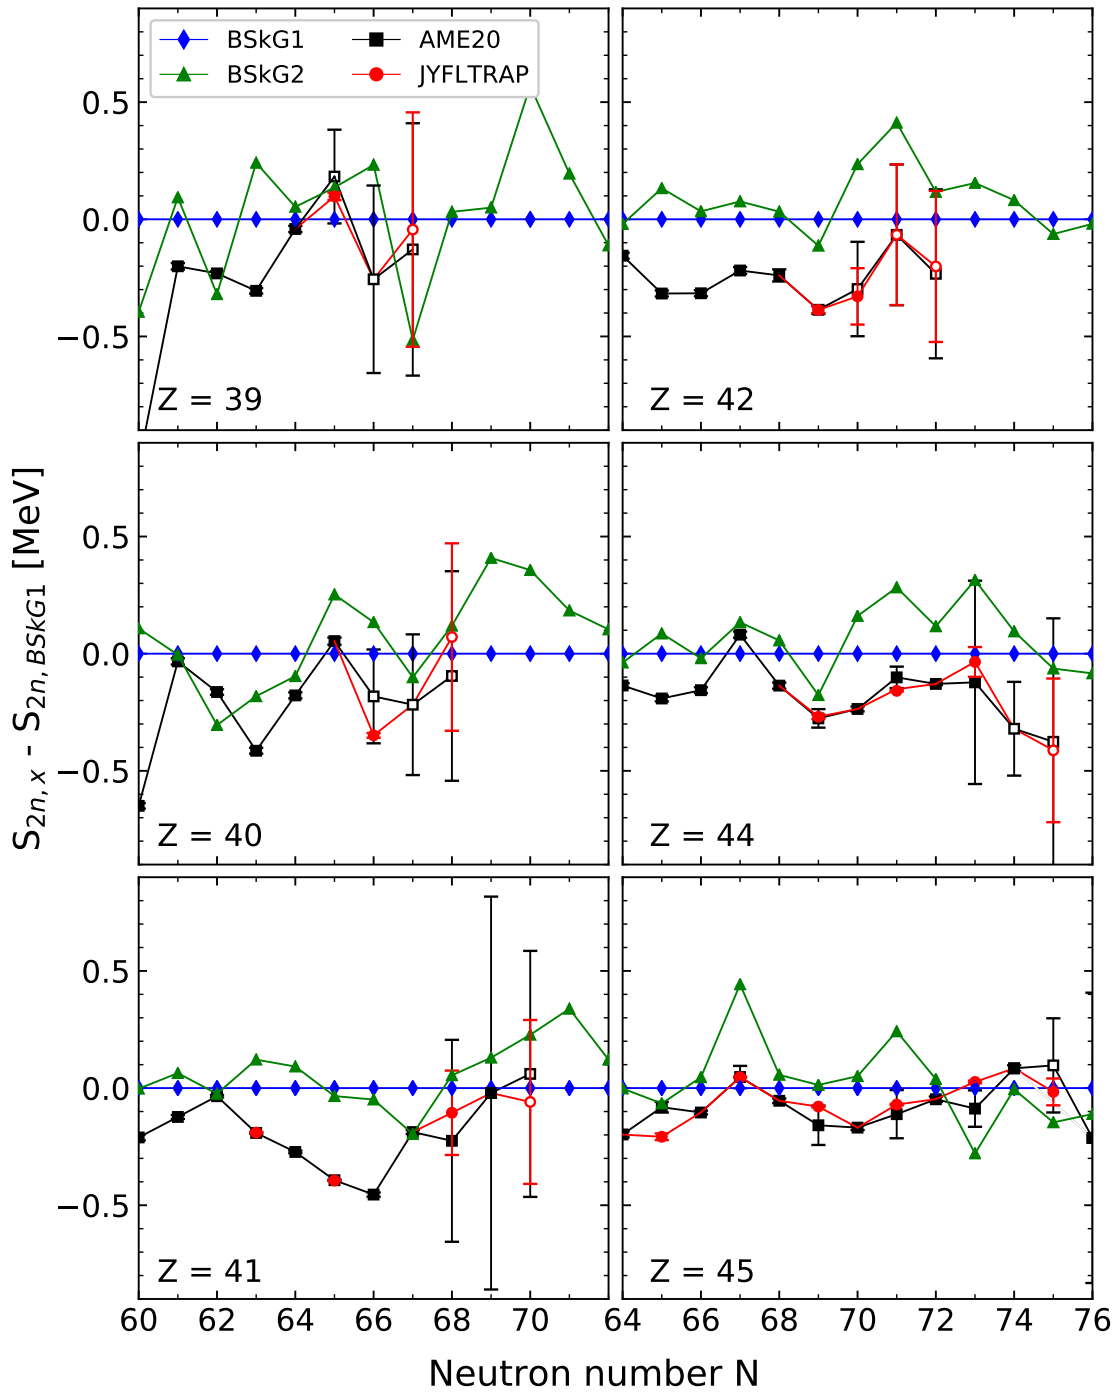 BSkG1
BSkG2
AME20
JYFLTRAP
0.5
0.0
−0.5
Z = 39
Z = 42
0.5
0.0
−0.5
Z = 40
Z = 44
0.5
0.0
−0.5
Z = 41
Z = 45
60 62 64 66 68 70 72
64 66 68 70 72 74 76
S2n, x - S2n, BSkG1 [MeV]
Neutron number N